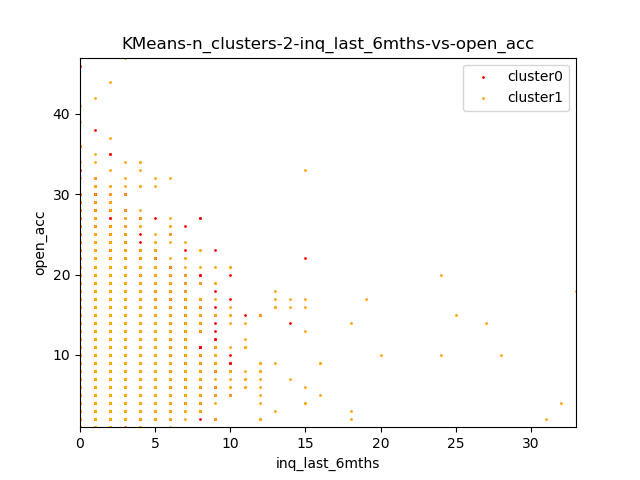 KMeans-n_clusters-2-inq_last_6mths-vs-open_acc
cluster0
cluster1
40
30
20
10
open_acc
0 5 10 15 20 25 30
inq_last_6mths